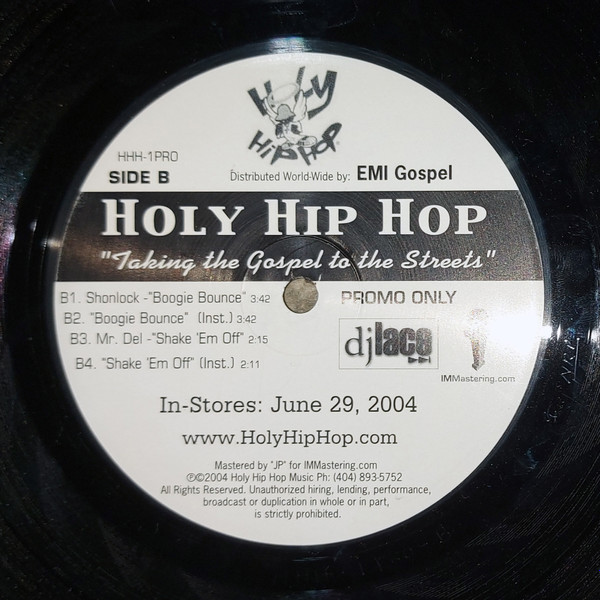 HOLY
HIP HOP
HHH-1PRO
SIDE B
Distributed World-Wide by: EMI Gospel
HOLY HIP HOP
"Taking the Gospel to the Streets"
B1. Shonlock -"Boogie Bounce" 3:42
B2. "Boogie Bounce" (Inst.) 3:42
B3. Mr. Del -"Shake 'Em Off" 2:15
B4. "Shake 'Em Off" (Inst.) 2:11
PROMO ONLY
dj lace
IMMastering.com
In-Stores: June 29, 2004
www.HolyHipHop.com
Mastered by "JP" for IMMastering.com
℗©2004 Holy Hip Hop Music Ph: (404) 893-5752
All Rights Reserved. Unauthorized hiring, lending, performance,
broadcast or duplication in whole or in part,
is strictly prohibited.